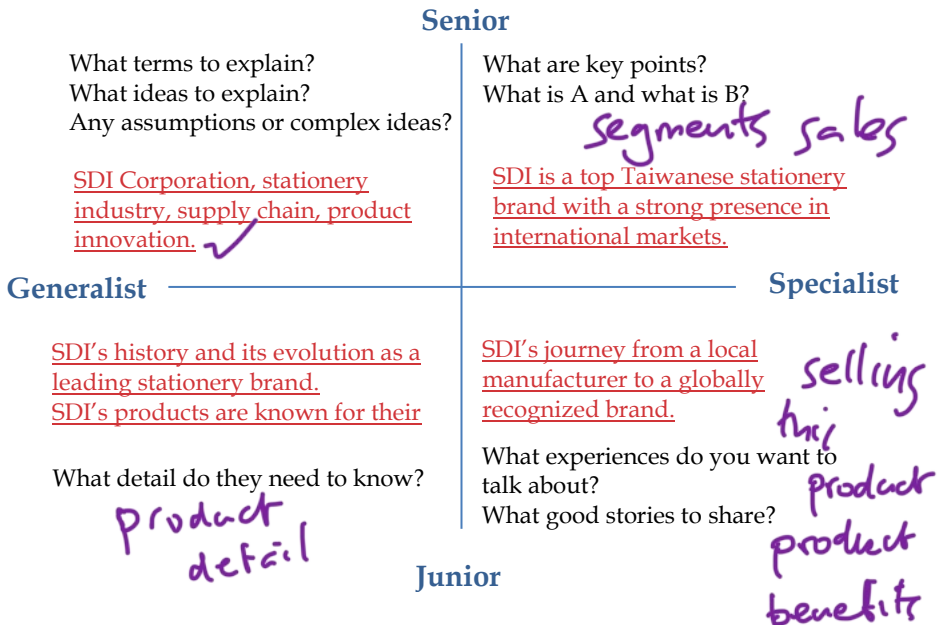 Senior
What terms to explain?
What ideas to explain?
Any assumptions or complex ideas?
SDI Corporation, stationery
industry, supply chain, product
innovation.
What are key points?
What is A and what is B?
segments sales
SDI is a top Taiwanese stationery
brand with a strong presence in
international markets.
Generalist
Specialist
SDI's history and its evolution as a
leading stationery brand.
SDI's products are known for their
What detail do they need to know?
product
detail
SDI's journey from a local
manufacturer to a globally
recognized brand.
What experiences do you want to
talk about?
What good stories to share?
selling
this
product
product
benefits
Junior